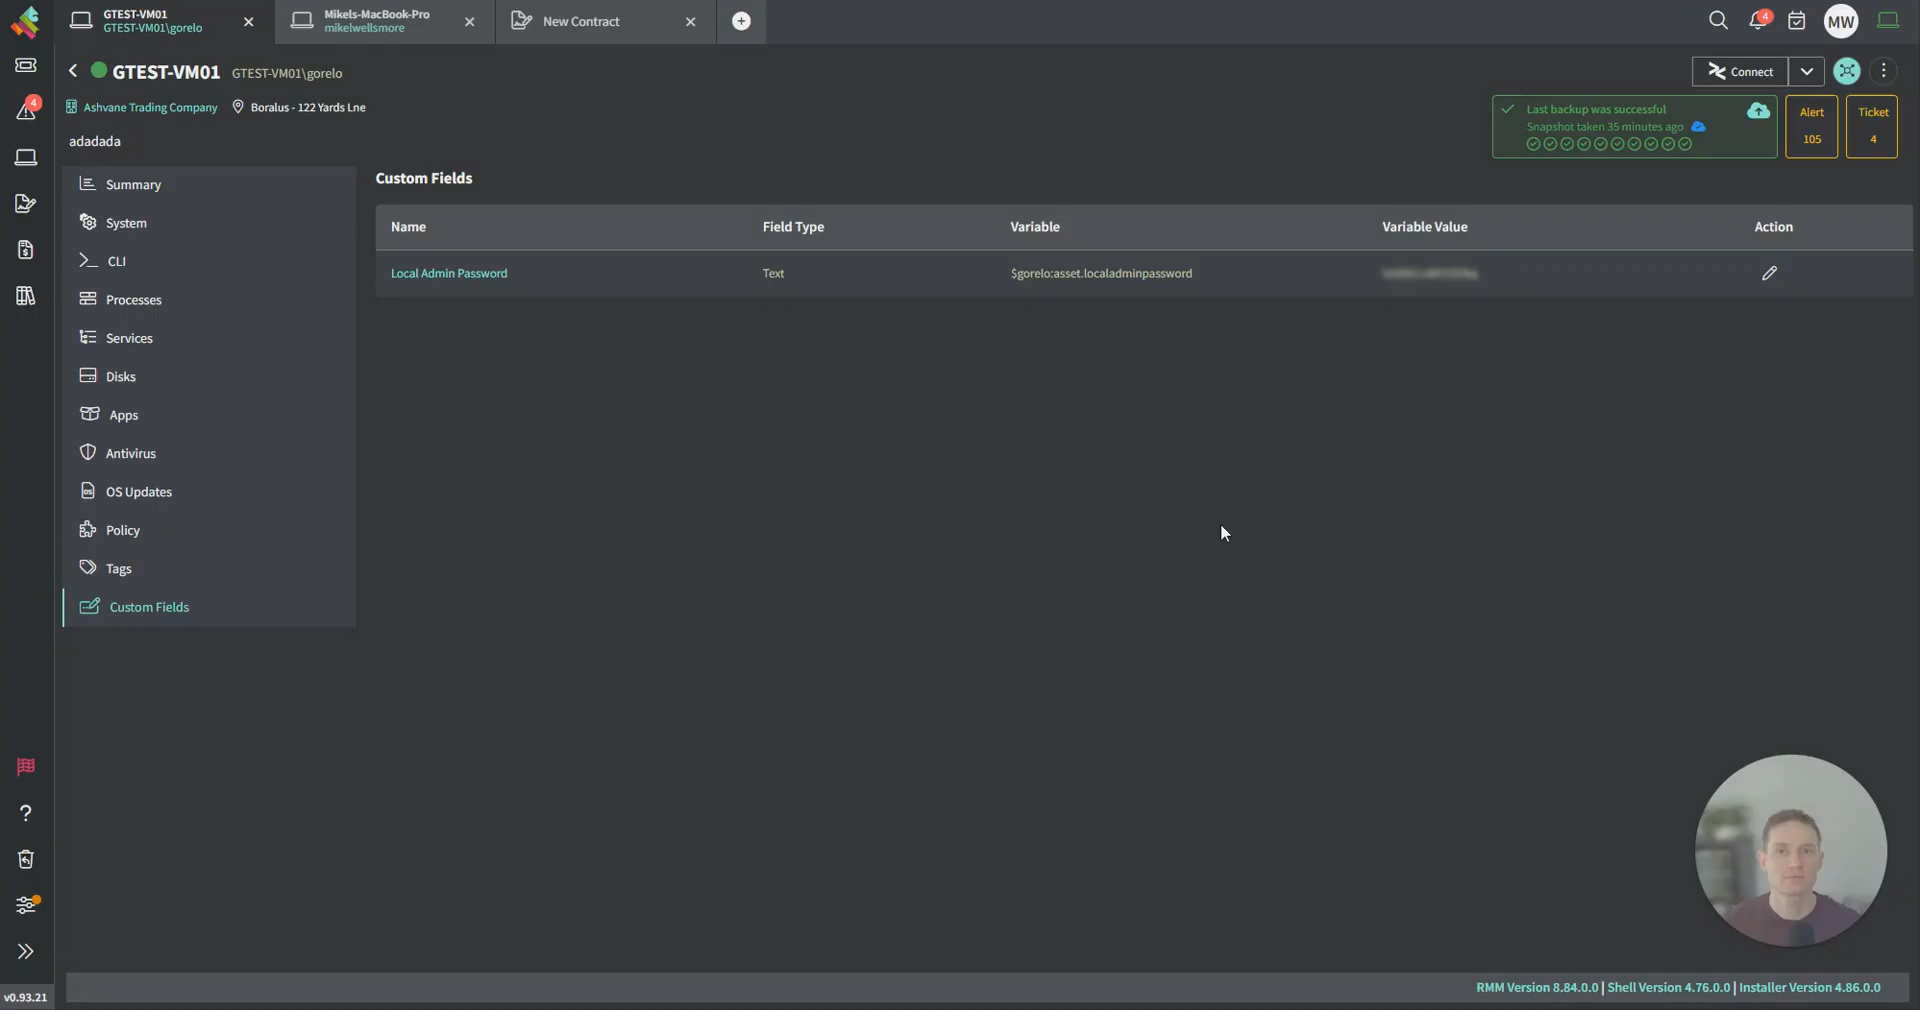 GTEST-VM01
GTEST-VM01\gorelo
Mikels-MacBook-Pro
mikelwellsmore
New Contract
4
MW
GTEST-VM01 GTEST-VM01\gorelo
Connect
Ashvane Trading Company Boralus - 122 Yards Lne
4
Last backup was successful
Snapshot taken 35 minutes ago
Alert
105
Ticket
4
adadada
Summary
System
CLI
Processes
Services
Disks
Apps
Antivirus
OS Updates
Policy
Tags
Custom Fields
Custom Fields
Name Field Type Variable Variable Value Action
Local Admin Password Text $gorelo:asset.localadminpassword
v0.93.21
RMM Version 8.84.0.0 | Shell Version 4.76.0.0 | Installer Version 4.86.0.0